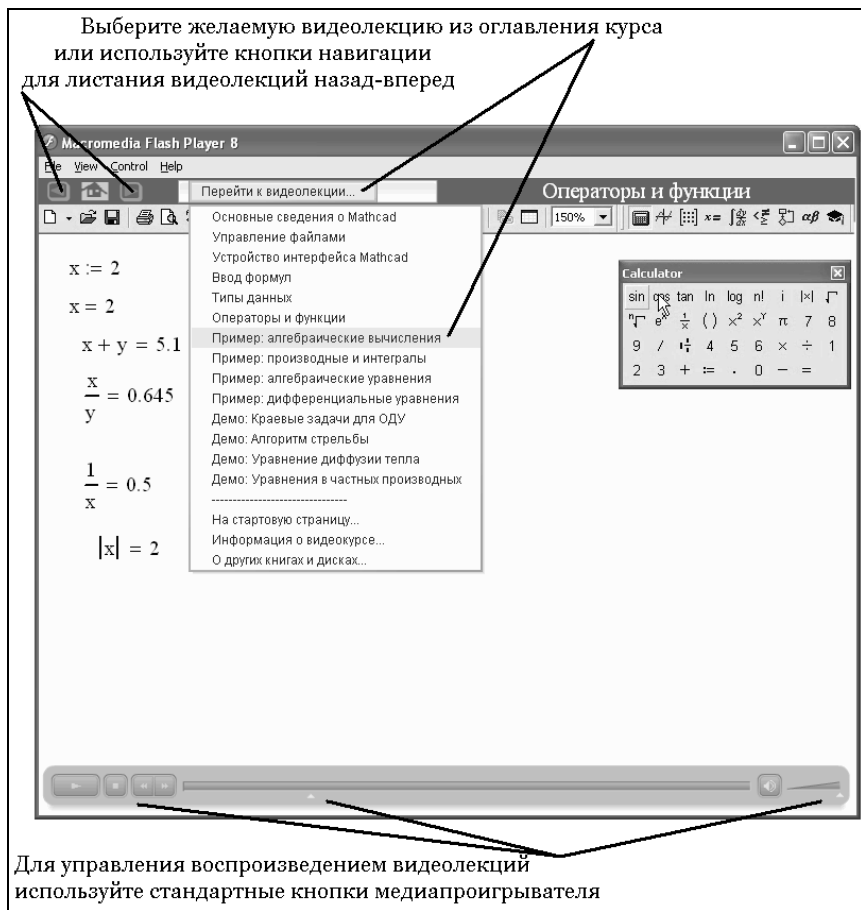 Выберите желаемую видеолекцию из оглавления курса
или используйте кнопки навигации
для листания видеолекций назад-вперед
Macromedia Flash Player 8
File View Control Help
Перейти к видеолекции...
Операторы и функции
150%
x =
αβ
x := 2
x = 2
x + y = 5.1
x
— = 0.645
y
1
— = 0.5
x
|x| = 2
Основные сведения о Mathcad
Управление файлами
Устройство интерфейса Mathcad
Ввод формул
Типы данных
Операторы и функции
Пример: алгебраические вычисления
Пример: производные и интегралы
Пример: алгебраические уравнения
Пример: дифференциальные уравнения
Демо: Краевые задачи для ОДУ
Демо: Алгоритм стрельбы
Демо: Уравнение диффузии тепла
Демо: Уравнения в частных производных
--------------------------------
На стартовую страницу...
Информация о видеокурсе...
О других книгах и дисках...
Calculator
sin cos tan ln log n! i |×| √
ⁿ√ eˣ 1/x ( ) ×² ×ʸ π 7 8
9 / 4 5 6 × ÷ 1
2 3 + := . 0 − =
Для управления воспроизведением видеолекций
используйте стандартные кнопки медиапроигрывателя